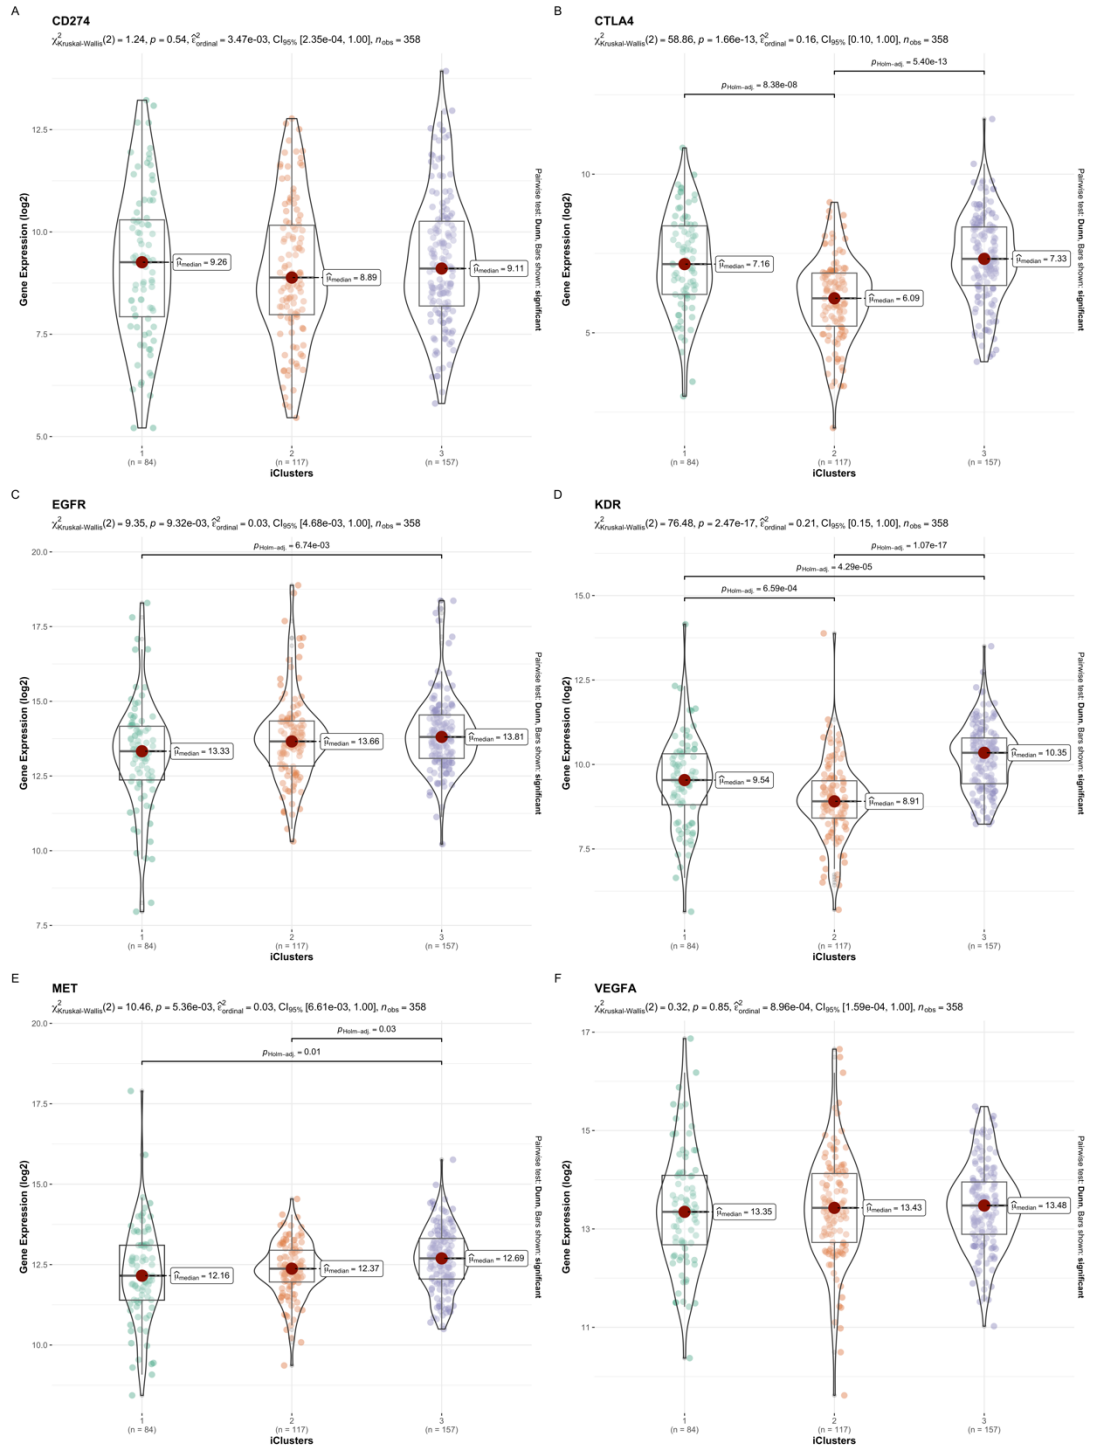 A
CD274
χ²Kruskal-Wallis(2) = 1.24, p = 0.54, ε̂²ordinal = 3.47e-03, CI95% [2.35e-04, 1.00], nobs = 358
Gene Expression (log2)
12.5
10.0
7.5
5.0
μ̂median = 9.26
μ̂median = 8.89
μ̂median = 9.11
Pairwise test: Dunn, Bars shown: significant
1
(n = 84)
2
(n = 117)
3
(n = 157)
iClusters
B
CTLA4
χ²Kruskal-Wallis(2) = 58.86, p = 1.66e-13, ε̂²ordinal = 0.16, CI95% [0.10, 1.00], nobs = 358
pHolm-adj. = 5.40e-13
pHolm-adj. = 8.38e-08
Gene Expression (log2)
10
5
μ̂median = 7.16
μ̂median = 6.09
μ̂median = 7.33
Pairwise test: Dunn, Bars shown: significant
1
(n = 84)
2
(n = 117)
3
(n = 157)
iClusters
C
EGFR
χ²Kruskal-Wallis(2) = 9.35, p = 9.32e-03, ε̂²ordinal = 0.03, CI95% [4.68e-03, 1.00], nobs = 358
pHolm-adj. = 6.74e-03
Gene Expression (log2)
20.0
17.5
15.0
12.5
10.0
7.5
μ̂median = 13.33
μ̂median = 13.66
μ̂median = 13.81
Pairwise test: Dunn, Bars shown: significant
1
(n = 84)
2
(n = 117)
3
(n = 157)
iClusters
D
KDR
χ²Kruskal-Wallis(2) = 76.48, p = 2.47e-17, ε̂²ordinal = 0.21, CI95% [0.15, 1.00], nobs = 358
pHolm-adj. = 1.07e-17
pHolm-adj. = 4.29e-05
pHolm-adj. = 6.59e-04
Gene Expression (log2)
15.0
12.5
10.0
7.5
μ̂median = 9.54
μ̂median = 8.91
μ̂median = 10.35
Pairwise test: Dunn, Bars shown: significant
1
(n = 84)
2
(n = 117)
3
(n = 157)
iClusters
E
MET
χ²Kruskal-Wallis(2) = 10.46, p = 5.36e-03, ε̂²ordinal = 0.03, CI95% [6.61e-03, 1.00], nobs = 358
pHolm-adj. = 0.03
pHolm-adj. = 0.01
Gene Expression (log2)
20.0
17.5
15.0
12.5
10.0
μ̂median = 12.16
μ̂median = 12.37
μ̂median = 12.69
Pairwise test: Dunn, Bars shown: significant
1
(n = 84)
2
(n = 117)
3
(n = 157)
iClusters
F
VEGFA
χ²Kruskal-Wallis(2) = 0.32, p = 0.85, ε̂²ordinal = 8.96e-04, CI95% [1.59e-04, 1.00], nobs = 358
Gene Expression (log2)
17
15
13
11
μ̂median = 13.35
μ̂median = 13.43
μ̂median = 13.48
Pairwise test: Dunn, Bars shown: significant
1
(n = 84)
2
(n = 117)
3
(n = 157)
iClusters